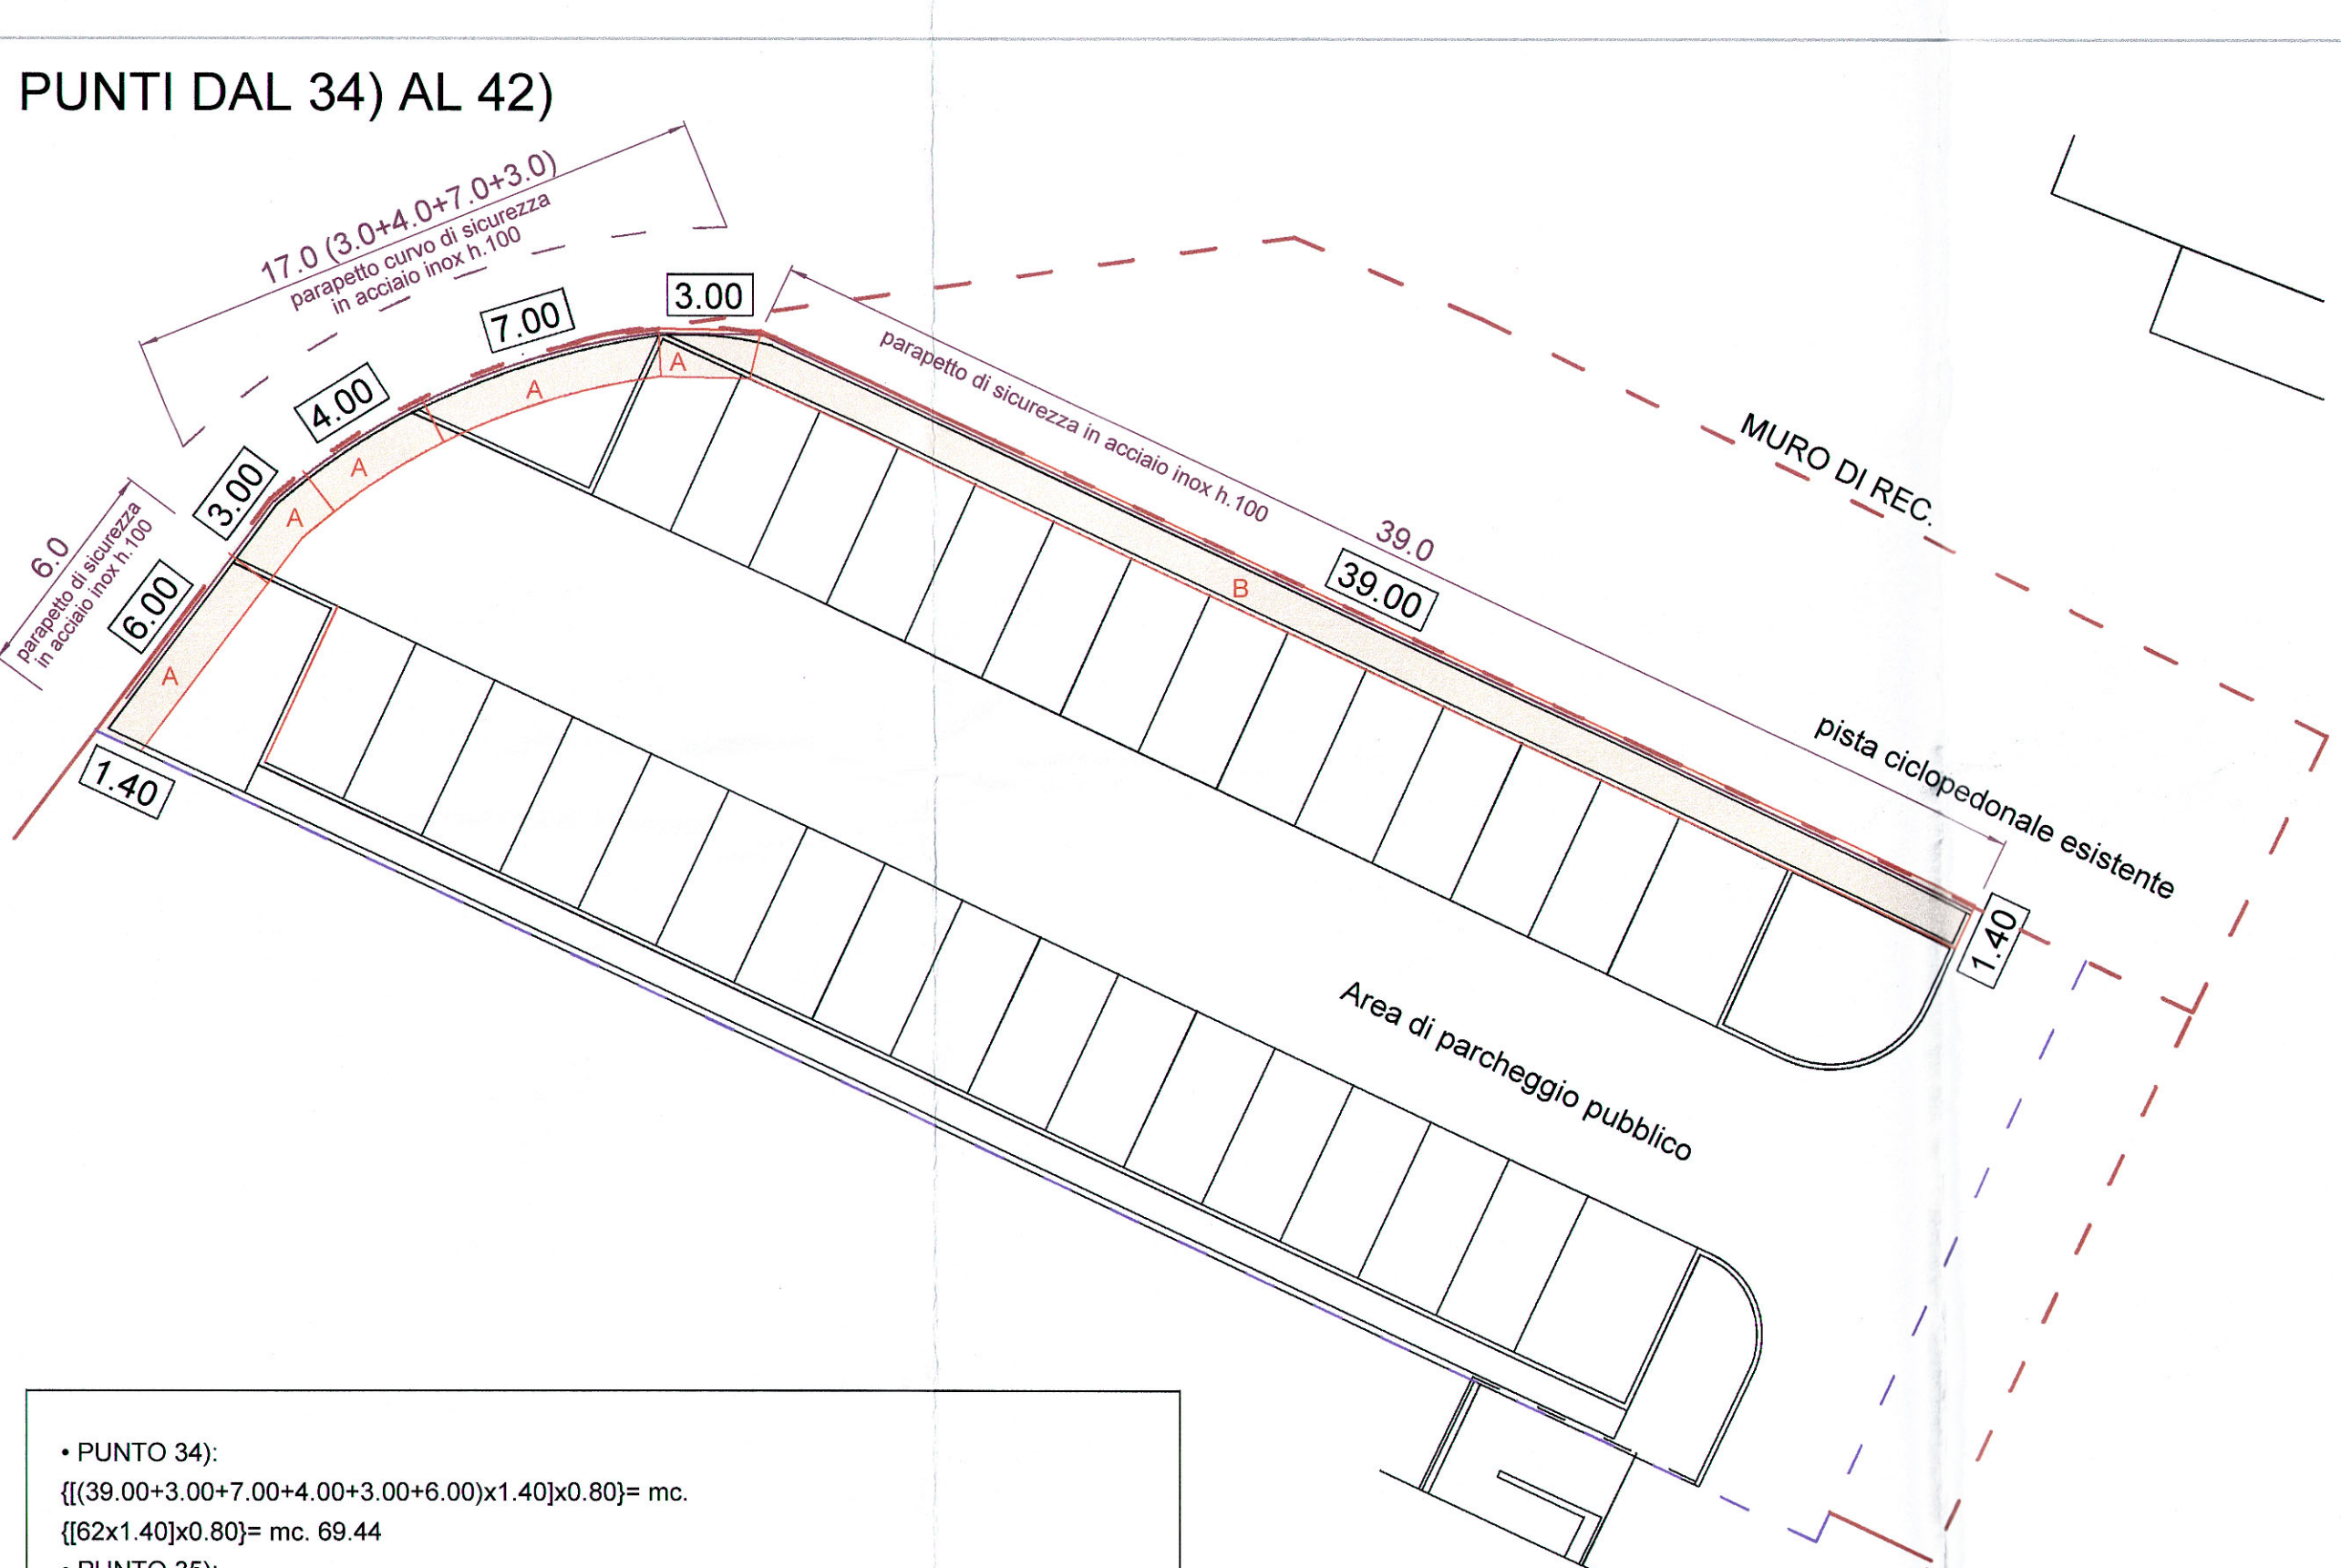 PUNTI DAL 34) AL 42)
17.0 (3.0+4.0+7.0+3.0)
parapetto curvo di sicurezza
in acciaio inox h.100
3.00
7.00
4.00
3.00
6.0
parapetto di sicurezza
in acciaio inox h.100
6.00
1.40
A
A
A
A
A
parapetto di sicurezza in acciaio inox h.100
39.0
39.00
B
MURO DI REC.
pista ciclopedonale esistente
1.40
Area di parcheggio pubblico
• PUNTO 34):
{[(39.00+3.00+7.00+4.00+3.00+6.00)x1.40]x0.80}= mc.
{[62x1.40]x0.80}= mc. 69.44
• PUNTO 35):